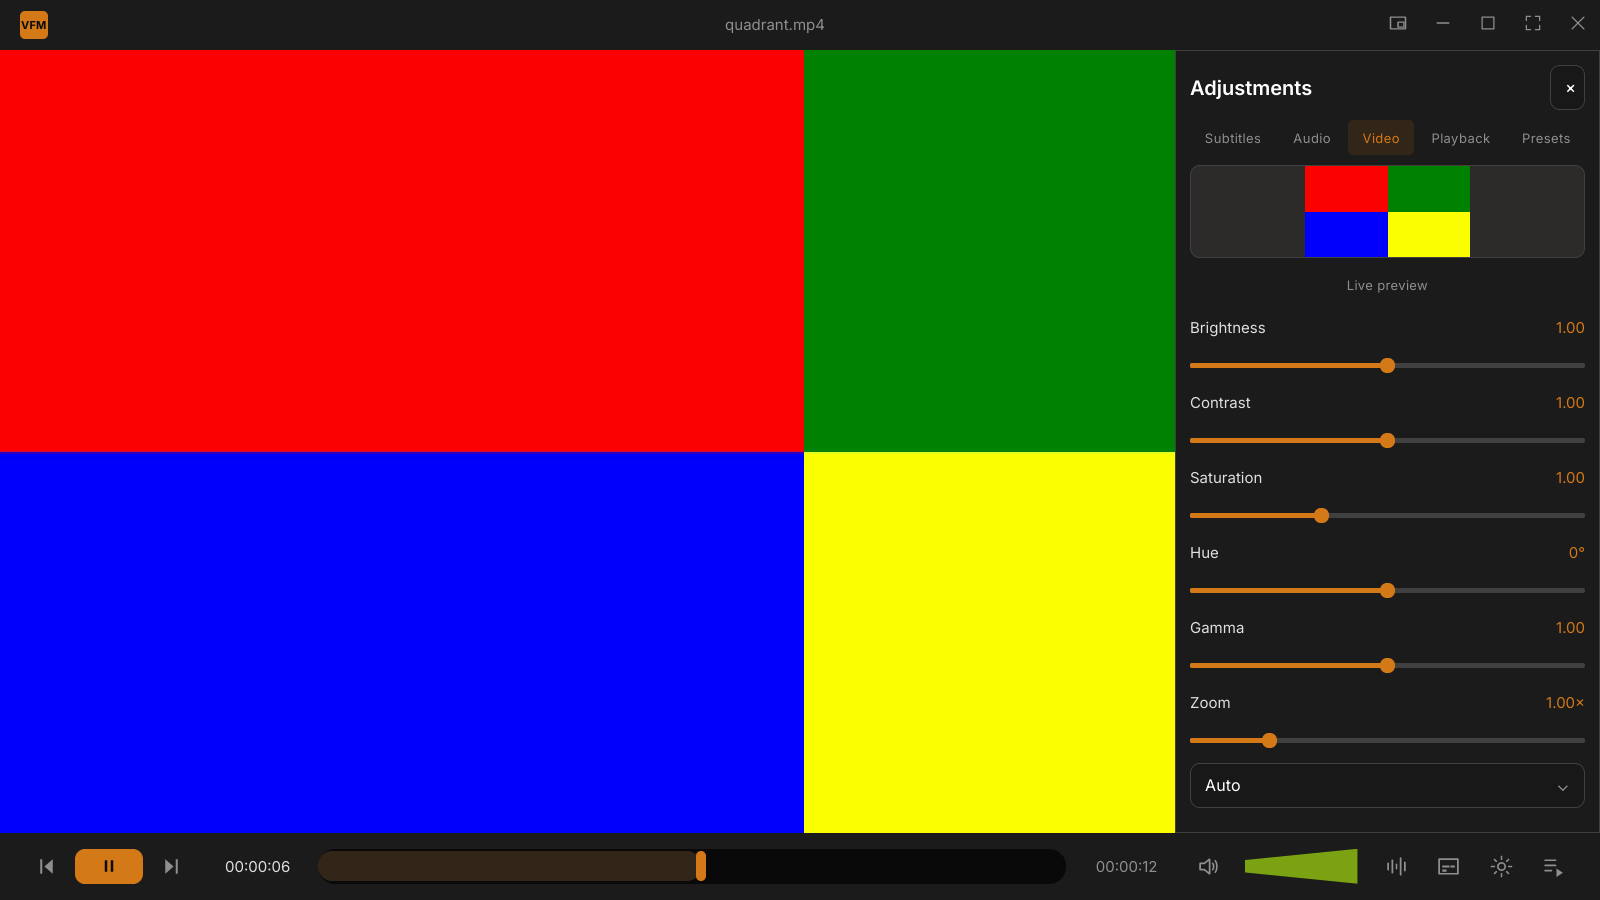 VFM
quadrant.mp4
Adjustments
Subtitles Audio Video Playback Presets
Live preview
Brightness 1.00
Contrast 1.00
Saturation 1.00
Hue 0°
Gamma 1.00
Zoom 1.00×
Auto
00:00:06 00:00:12